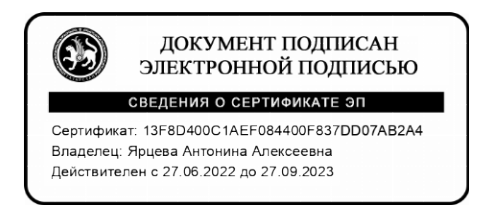 ДОКУМЕНТ ПОДПИСАН
ЭЛЕКТРОННОЙ ПОДПИСЬЮ
СВЕДЕНИЯ О СЕРТИФИКАТЕ ЭП
Сертификат: 13F8D400C1AEF084400F837DD07AB2A4
Владелец: Ярцева Антонина Алексеевна
Действителен с 27.06.2022 до 27.09.2023